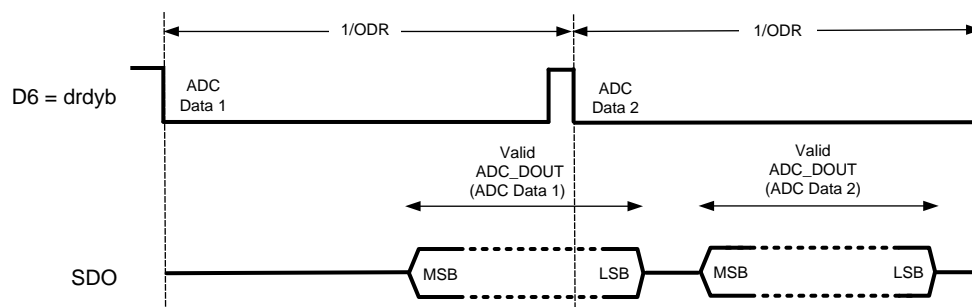 1/ODR
1/ODR
D6 = drdyb
ADC
Data 1
ADC
Data 2
Valid
ADC_DOUT
(ADC Data 1)
Valid
ADC_DOUT
(ADC Data 2)
SDO
MSB
LSB
MSB
LSB